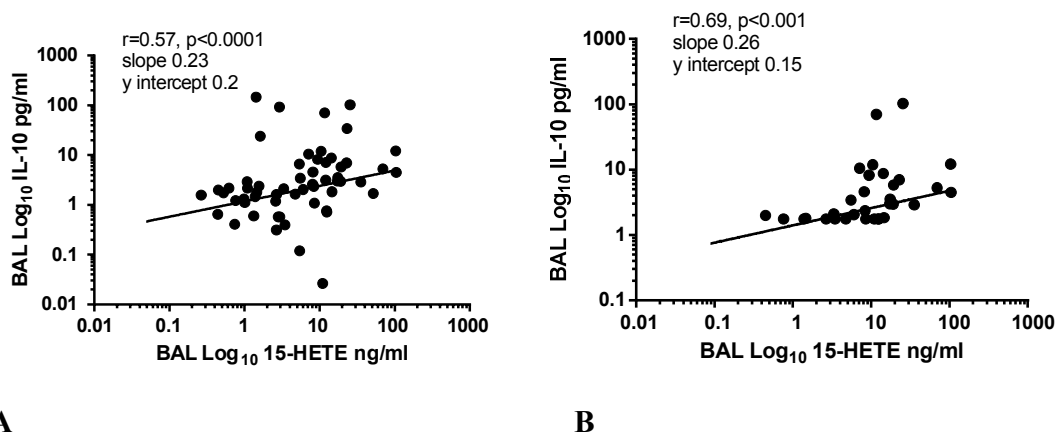 r=0.57, p<0.0001
slope 0.23
y intercept 0.2
1000
100
10
1
0.1
0.01
BAL Log10 IL-10 pg/ml
0.01 0.1 1 10 100 1000
BAL Log10 15-HETE ng/ml
A
r=0.69, p<0.001
slope 0.26
y intercept 0.15
1000
100
10
1
0.1
BAL Log10 IL-10 pg/ml
0.01 0.1 1 10 100 1000
BAL Log10 15-HETE ng/ml
B